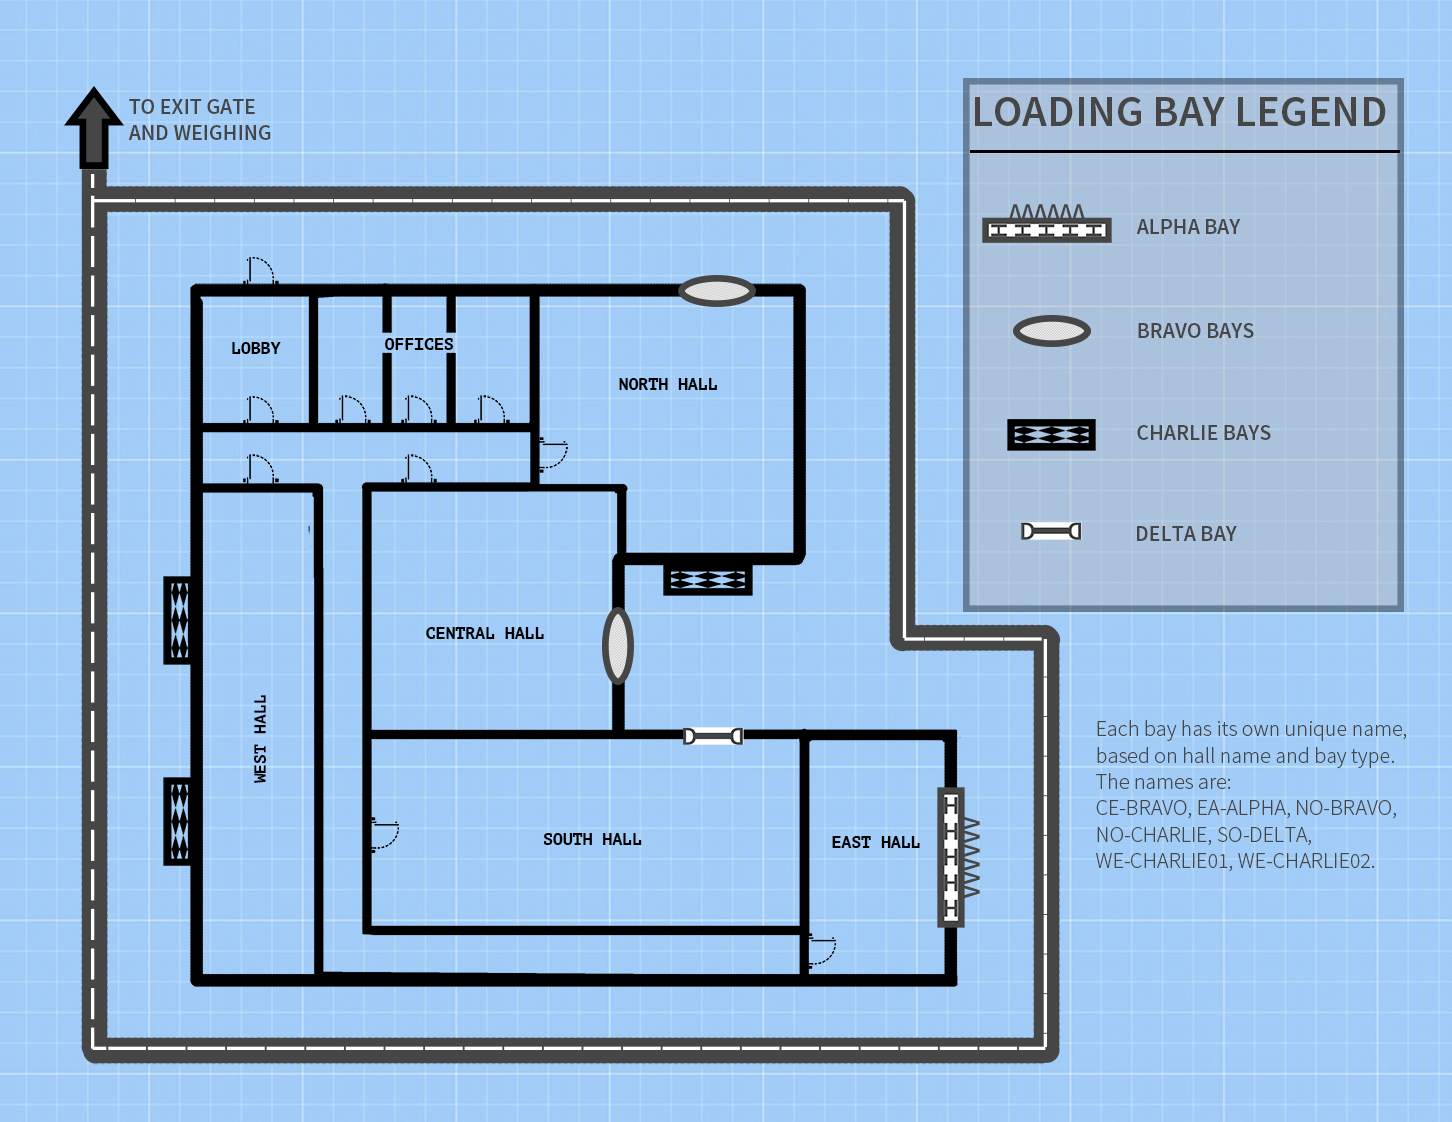 TO EXIT GATE
AND WEIGHING
LOADING BAY LEGEND
ALPHA BAY
BRAVO BAYS
CHARLIE BAYS
DELTA BAY
LOBBY
OFFICES
NORTH HALL
CENTRAL HALL
WEST HALL
SOUTH HALL
EAST HALL
Each bay has its own unique name,
based on hall name and bay type.
The names are:
CE-BRAVO, EA-ALPHA, NO-BRAVO,
NO-CHARLIE, SO-DELTA,
WE-CHARLIE01, WE-CHARLIE02.